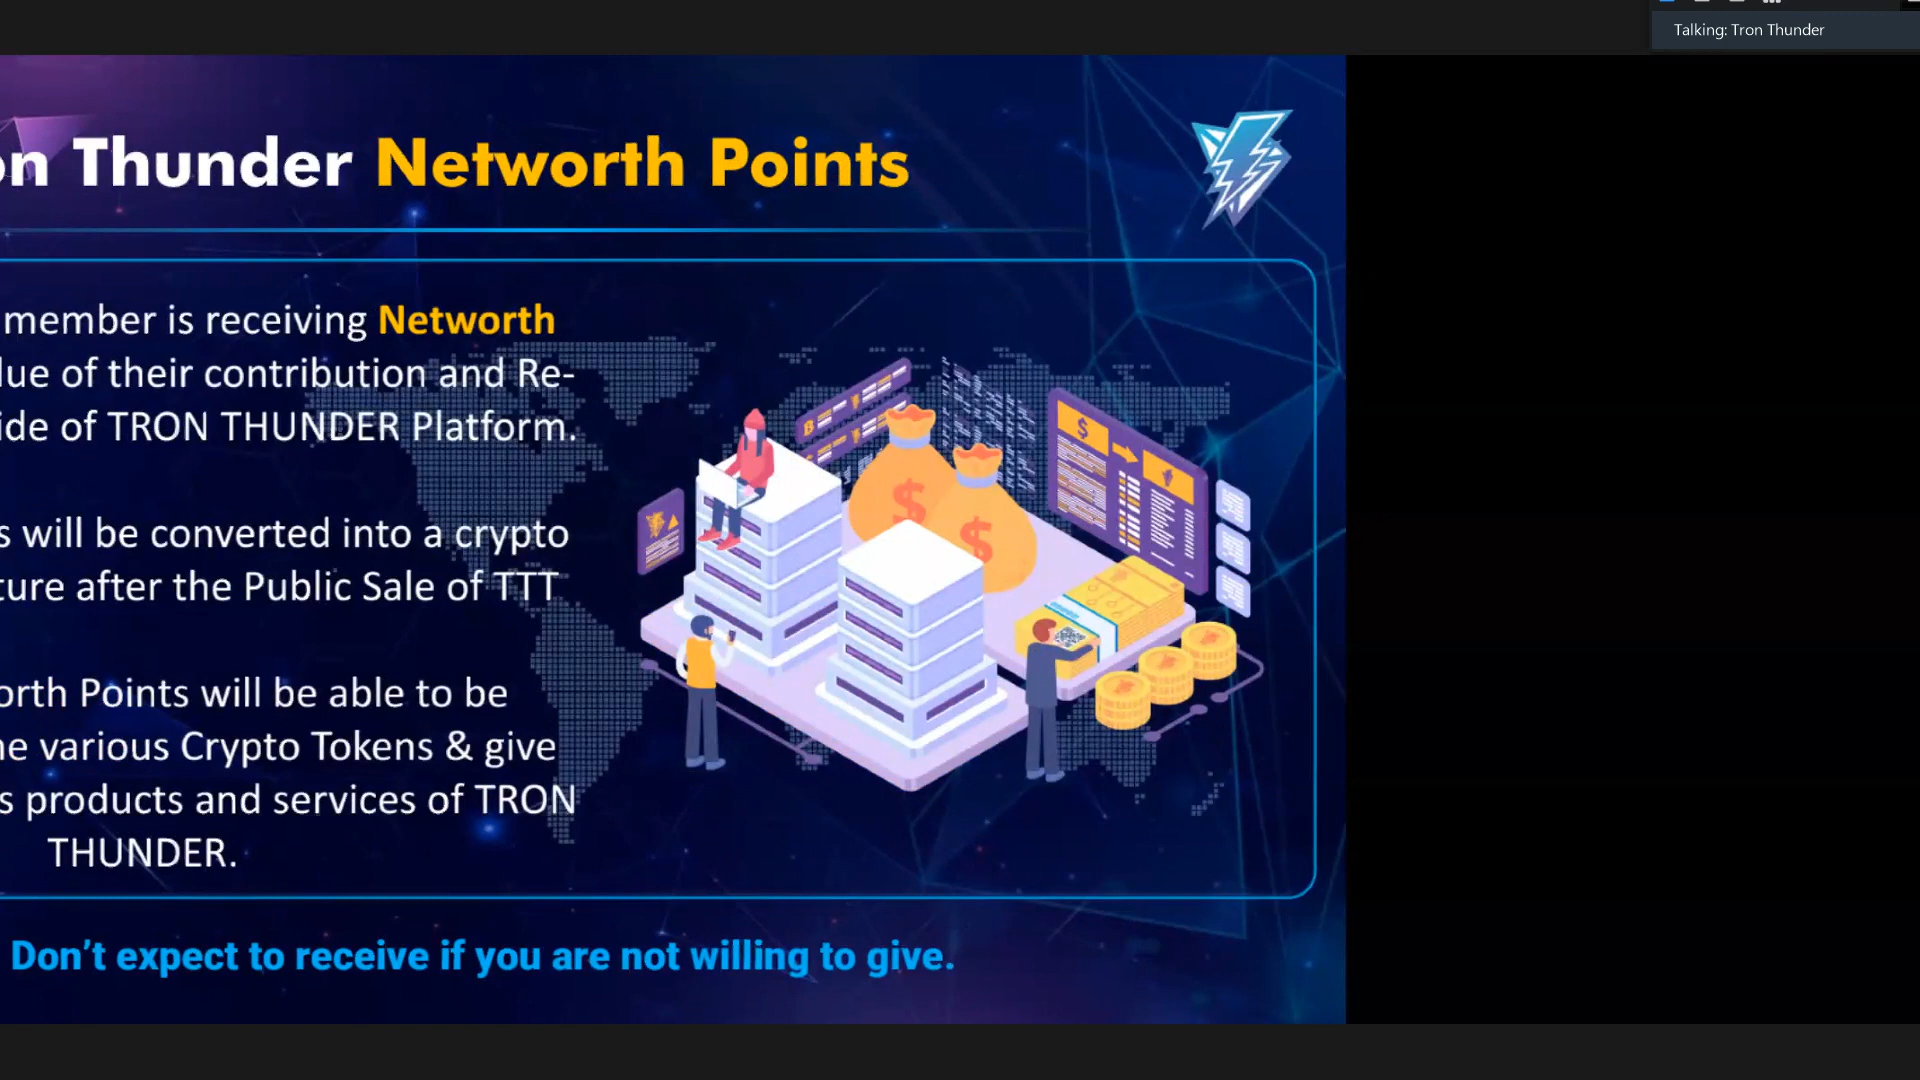 Talking: Tron Thunder
on Thunder Networth Points
member is receiving Networth
lue of their contribution and Re-
ide of TRON THUNDER Platform.
s will be converted into a crypto
ture after the Public Sale of TTT
orth Points will be able to be
ne various Crypto Tokens & give
s products and services of TRON
THUNDER.
Don’t expect to receive if you are not willing to give.